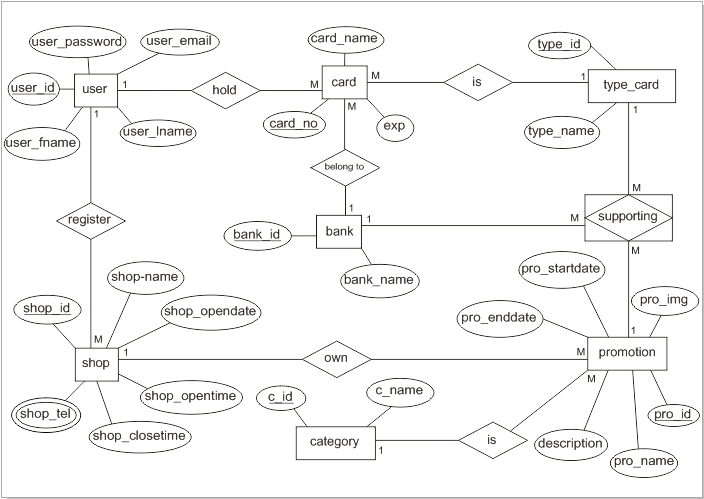 card_name
user_password
user_email
type_id
user_id
user
1
hold
M
card
M
is
1
type_card
1
M
1
card_no
exp
type_name
user_fname
user_lname
belong to
M
register
1
bank_id
bank
1
M
supporting
M
bank_name
pro_startdate
shop-name
shop_id
shop_opendate
pro_img
pro_enddate
M
1
shop
1
own
M
promotion
M
shop_opentime
c_id
c_name
shop_tel
pro_id
shop_closetime
category
1
is
description
pro_name